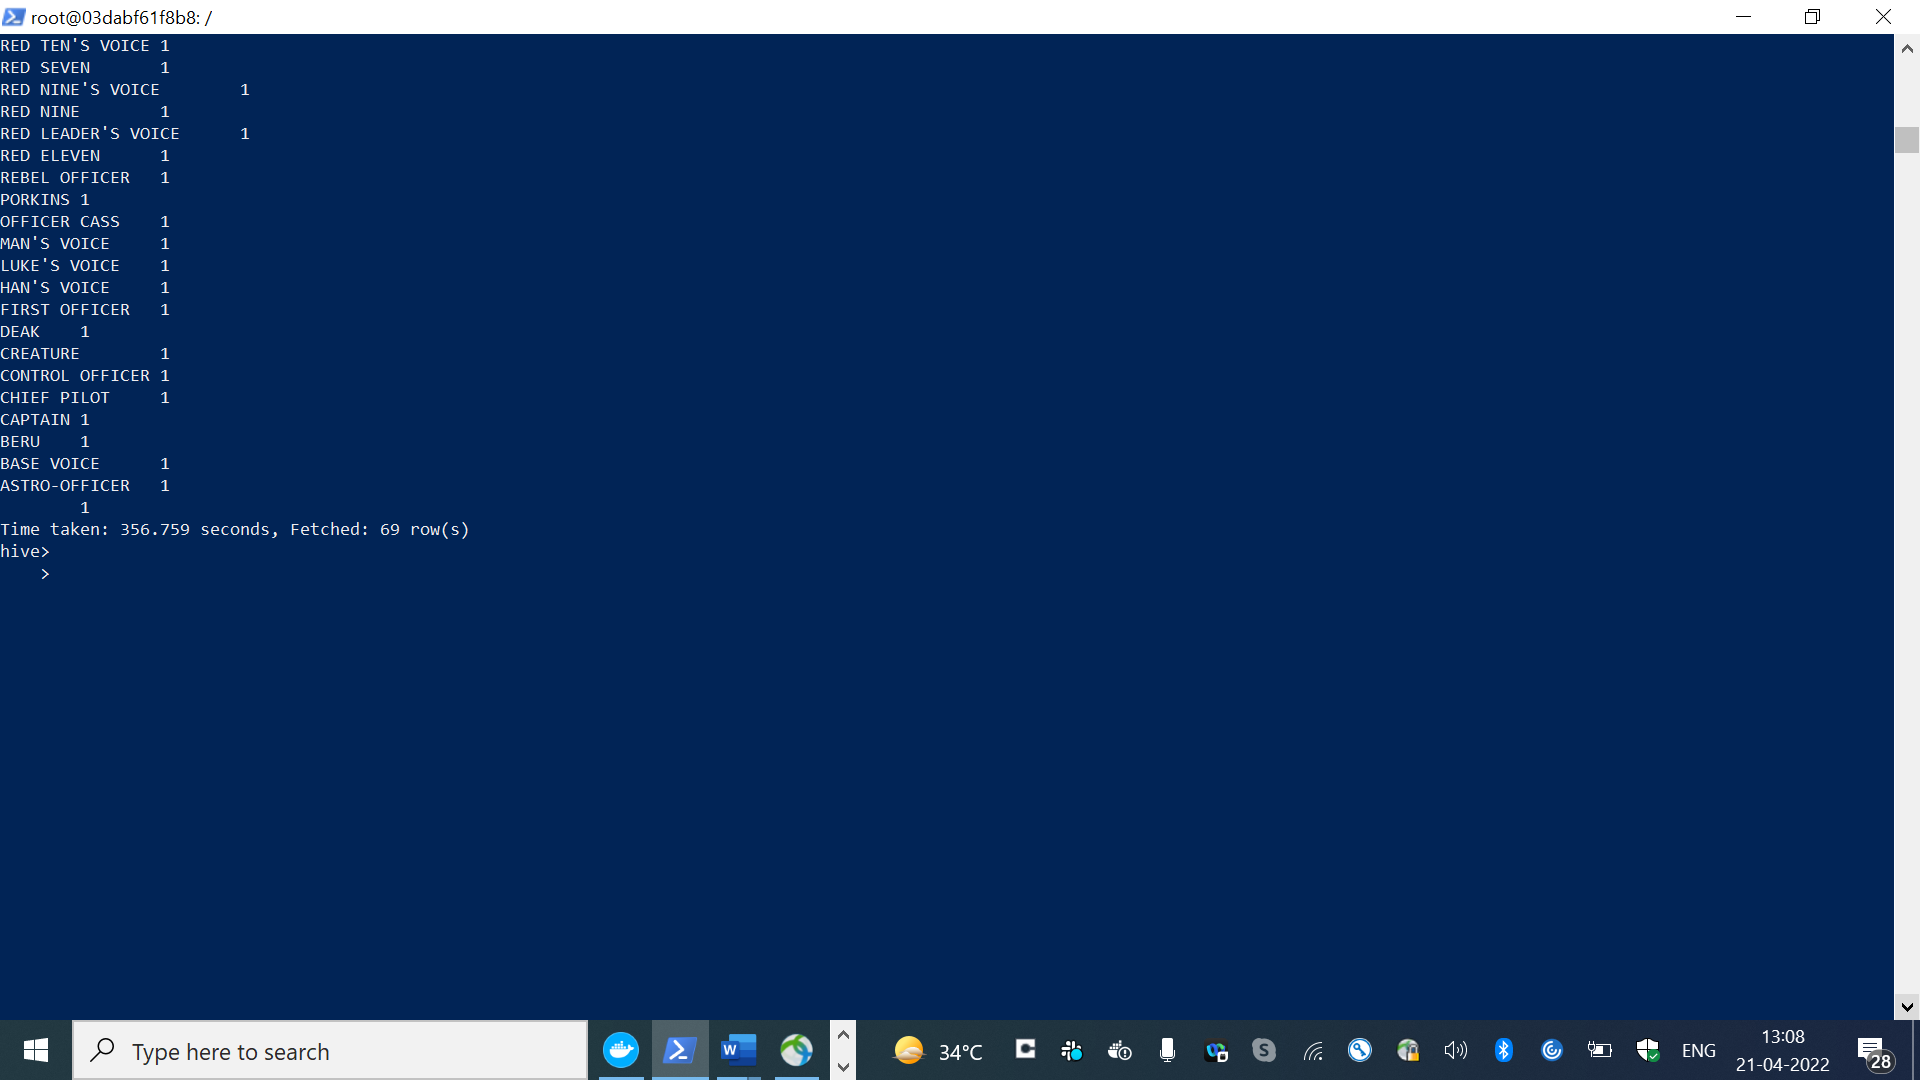 root@03dabf61f8b8: /
RED TEN'S VOICE 1
RED SEVEN 1
RED NINE'S VOICE 1
RED NINE 1
RED LEADER'S VOICE 1
RED ELEVEN 1
REBEL OFFICER 1
PORKINS 1
OFFICER CASS 1
MAN'S VOICE 1
LUKE'S VOICE 1
HAN'S VOICE 1
FIRST OFFICER 1
DEAK 1
CREATURE 1
CONTROL OFFICER 1
CHIEF PILOT 1
CAPTAIN 1
BERU 1
BASE VOICE 1
ASTRO-OFFICER 1
1
Time taken: 356.759 seconds, Fetched: 69 row(s)
hive>
>
Type here to search
W
34°C
S
ENG
13:08
21-04-2022
28